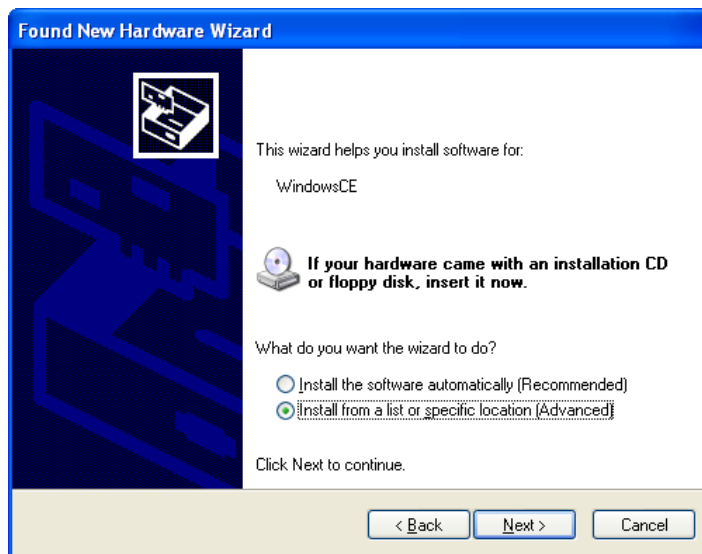 Found New Hardware Wizard
This wizard helps you install software for:
WindowsCE
If your hardware came with an installation CD
or floppy disk, insert it now.
What do you want the wizard to do?
Install the software automatically (Recommended)
Install from a list or specific location (Advanced)
Click Next to continue.
< Back
Next >
Cancel